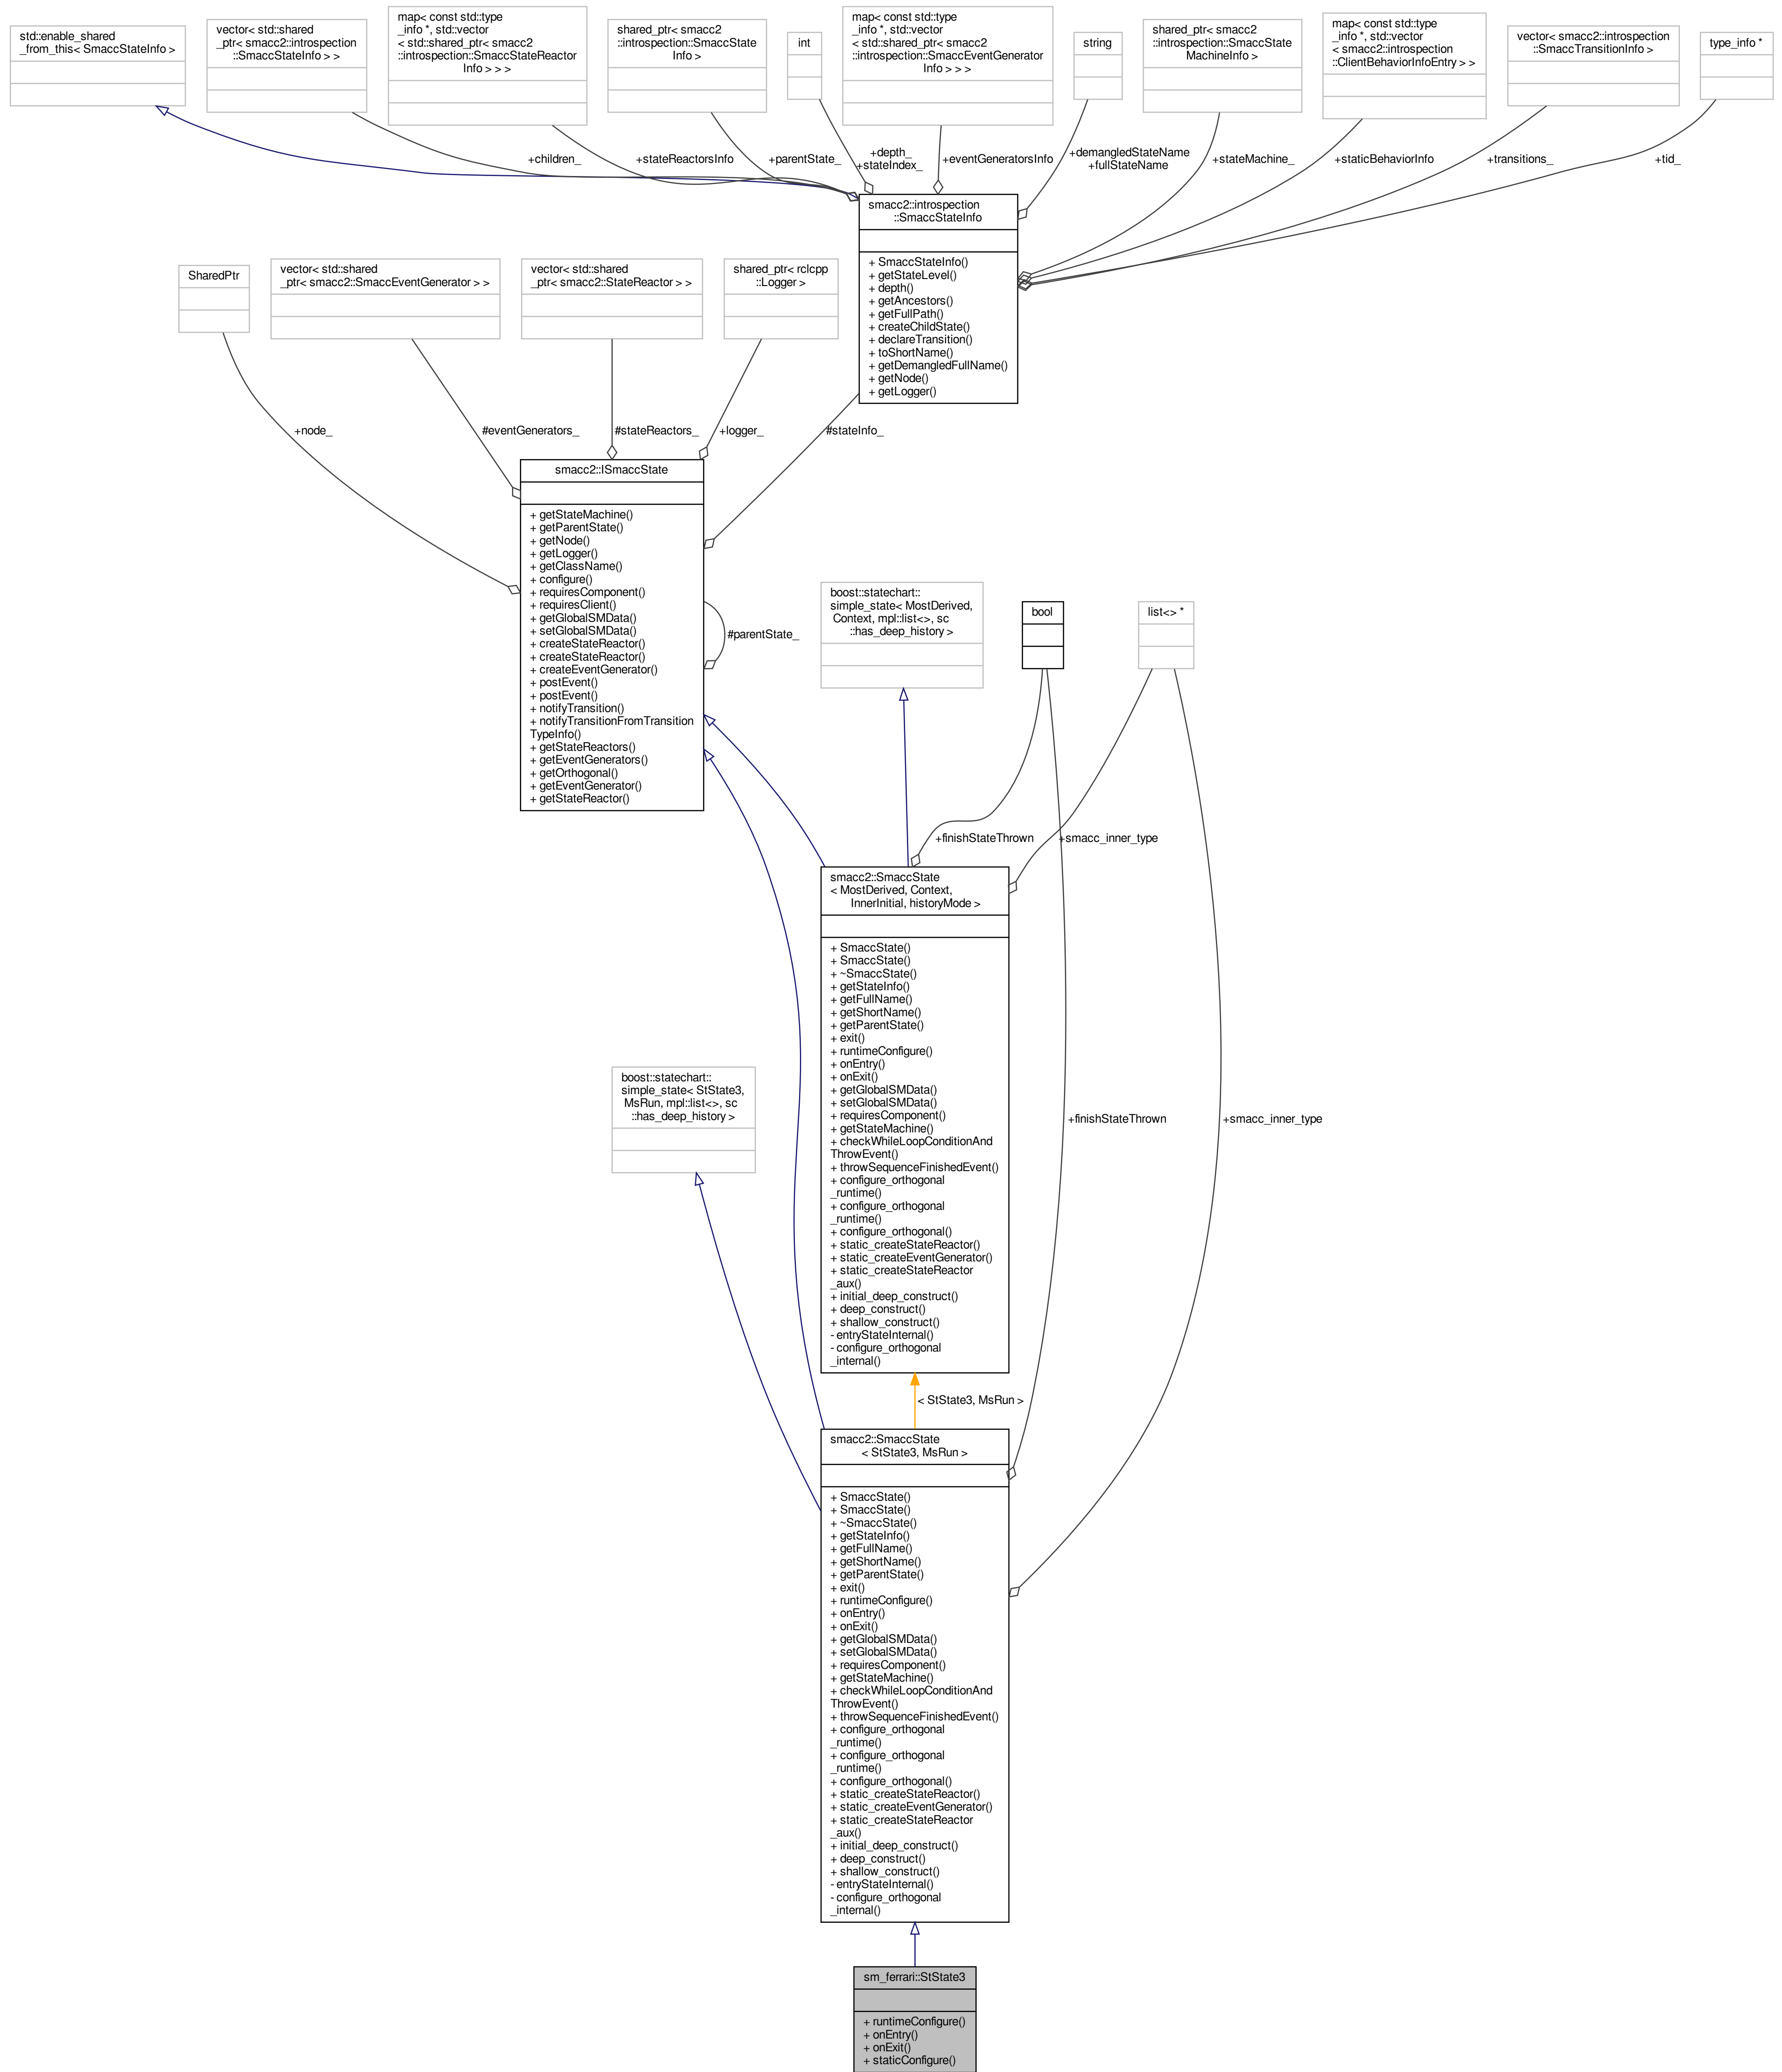 std::enable_shared
_from_this< SmaccStateInfo >
vector< std::shared
_ptr< smacc2::introspection
::SmaccStateInfo > >
map< const std::type
_info *, std::vector
< std::shared_ptr< smacc2
::introspection::SmaccStateReactor
Info > > >
shared_ptr< smacc2
::introspection::SmaccState
Info >
int
map< const std::type
_info *, std::vector
< std::shared_ptr< smacc2
::introspection::SmaccEventGenerator
Info > > >
string
shared_ptr< smacc2
::introspection::SmaccState
MachineInfo >
map< const std::type
_info *, std::vector
< smacc2::introspection
::ClientBehaviorInfoEntry > >
vector< smacc2::introspection
::SmaccTransitionInfo >
type_info *
+children_
+stateReactorsInfo
+parentState_
+depth_
+stateIndex_
+eventGeneratorsInfo
+demangledStateName
+fullStateName
+stateMachine_
+staticBehaviorInfo
+transitions_
+tid_
smacc2::introspection
::SmaccStateInfo
+ SmaccStateInfo()
+ getStateLevel()
+ depth()
+ getAncestors()
+ getFullPath()
+ createChildState()
+ declareTransition()
+ toShortName()
+ getDemangledFullName()
+ getNode()
+ getLogger()
SharedPtr
vector< std::shared
_ptr< smacc2::SmaccEventGenerator > >
vector< std::shared
_ptr< smacc2::StateReactor > >
shared_ptr< rclcpp
::Logger >
+node_
#eventGenerators_
#stateReactors_
+logger_
#stateInfo_
smacc2::ISmaccState
+ getStateMachine()
+ getParentState()
+ getNode()
+ getLogger()
+ getClassName()
+ configure()
+ requiresComponent()
+ requiresClient()
+ getGlobalSMData()
+ setGlobalSMData()
+ createStateReactor()
+ createStateReactor()
+ createEventGenerator()
+ postEvent()
+ postEvent()
+ notifyTransition()
+ notifyTransitionFromTransition
TypeInfo()
+ getStateReactors()
+ getEventGenerators()
+ getOrthogonal()
+ getEventGenerator()
+ getStateReactor()
#parentState_
boost::statechart::
simple_state< MostDerived,
Context, mpl::list<>, sc
::has_deep_history >
bool
list<> *
+finishStateThrown
+smacc_inner_type
smacc2::SmaccState
< MostDerived, Context,
InnerInitial, historyMode >
+ SmaccState()
+ SmaccState()
+ ~SmaccState()
+ getStateInfo()
+ getFullName()
+ getShortName()
+ getParentState()
+ exit()
+ runtimeConfigure()
+ onEntry()
+ onExit()
+ getGlobalSMData()
+ setGlobalSMData()
+ requiresComponent()
+ getStateMachine()
+ checkWhileLoopConditionAnd
ThrowEvent()
+ throwSequenceFinishedEvent()
+ configure_orthogonal
_runtime()
+ configure_orthogonal
_runtime()
+ configure_orthogonal()
+ static_createStateReactor()
+ static_createEventGenerator()
+ static_createStateReactor
_aux()
+ initial_deep_construct()
+ deep_construct()
+ shallow_construct()
- entryStateInternal()
- configure_orthogonal
_internal()
boost::statechart::
simple_state< StState3,
MsRun, mpl::list<>, sc
::has_deep_history >
+finishStateThrown
+smacc_inner_type
< StState3, MsRun >
smacc2::SmaccState
< StState3, MsRun >
+ SmaccState()
+ SmaccState()
+ ~SmaccState()
+ getStateInfo()
+ getFullName()
+ getShortName()
+ getParentState()
+ exit()
+ runtimeConfigure()
+ onEntry()
+ onExit()
+ getGlobalSMData()
+ setGlobalSMData()
+ requiresComponent()
+ getStateMachine()
+ checkWhileLoopConditionAnd
ThrowEvent()
+ throwSequenceFinishedEvent()
+ configure_orthogonal
_runtime()
+ configure_orthogonal
_runtime()
+ configure_orthogonal()
+ static_createStateReactor()
+ static_createEventGenerator()
+ static_createStateReactor
_aux()
+ initial_deep_construct()
+ deep_construct()
+ shallow_construct()
- entryStateInternal()
- configure_orthogonal
_internal()
sm_ferrari::StState3
+ runtimeConfigure()
+ onEntry()
+ onExit()
+ staticConfigure()